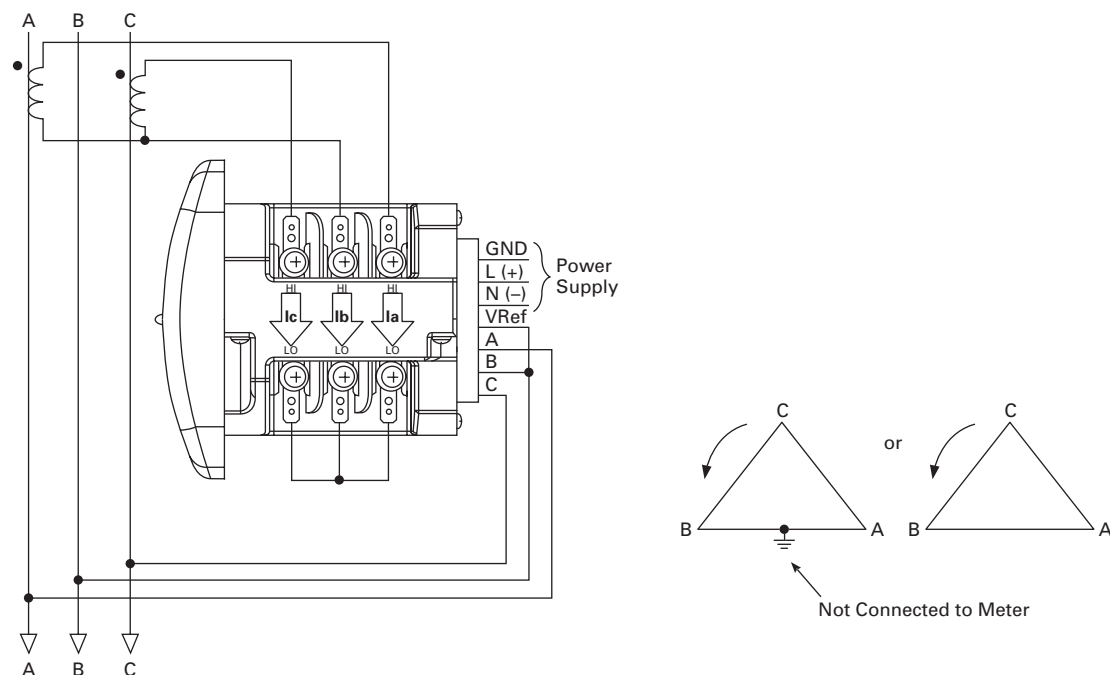 A B C
GND
L (+)
N (–)
Power
Supply
HI HI HI
VRef
Ic Ib Ia
A
LO LO LO
B
C
C
or
C
B
A
B
A
Not Connected to Meter
A B C